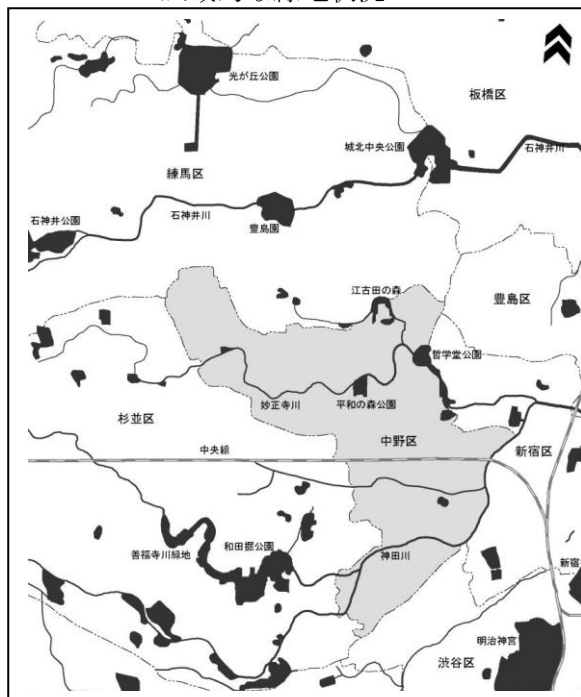 光が丘公園
板橋区
城北中央公園
石神井川
練馬区
石神井公園
石神井川
豊島園
江古田の森
豊島区
哲学堂公園
妙正寺川
平和の森公園
杉並区
中野区
新宿区
中央線
和田掘公園
善福寺川緑地
神田川
新宿
明治神宮
渋谷区